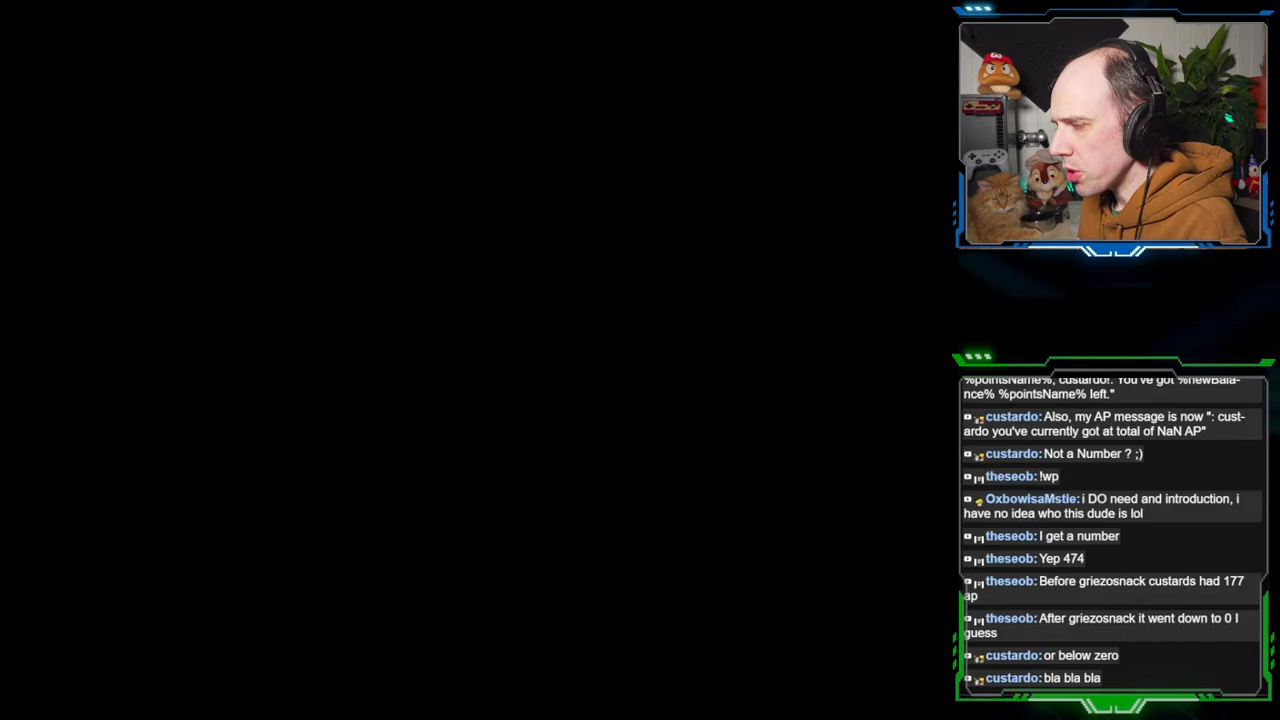 %pointsName%, custardo!. You've got %newBala-
nce% %pointsName% left."
custardo: Also, my AP message is now ": cust-
ardo you've currently got at total of NaN AP"
custardo: Not a Number ? ;)
theseob: !wp
OxbowIsaMstie: i DO need and introduction, i
have no idea who this dude is lol
theseob: I get a number
theseob: Yep 474
theseob: Before griezosnack custards had 177
ap
theseob: After griezosnack it went down to 0 I
guess
custardo: or below zero
custardo: bla bla bla